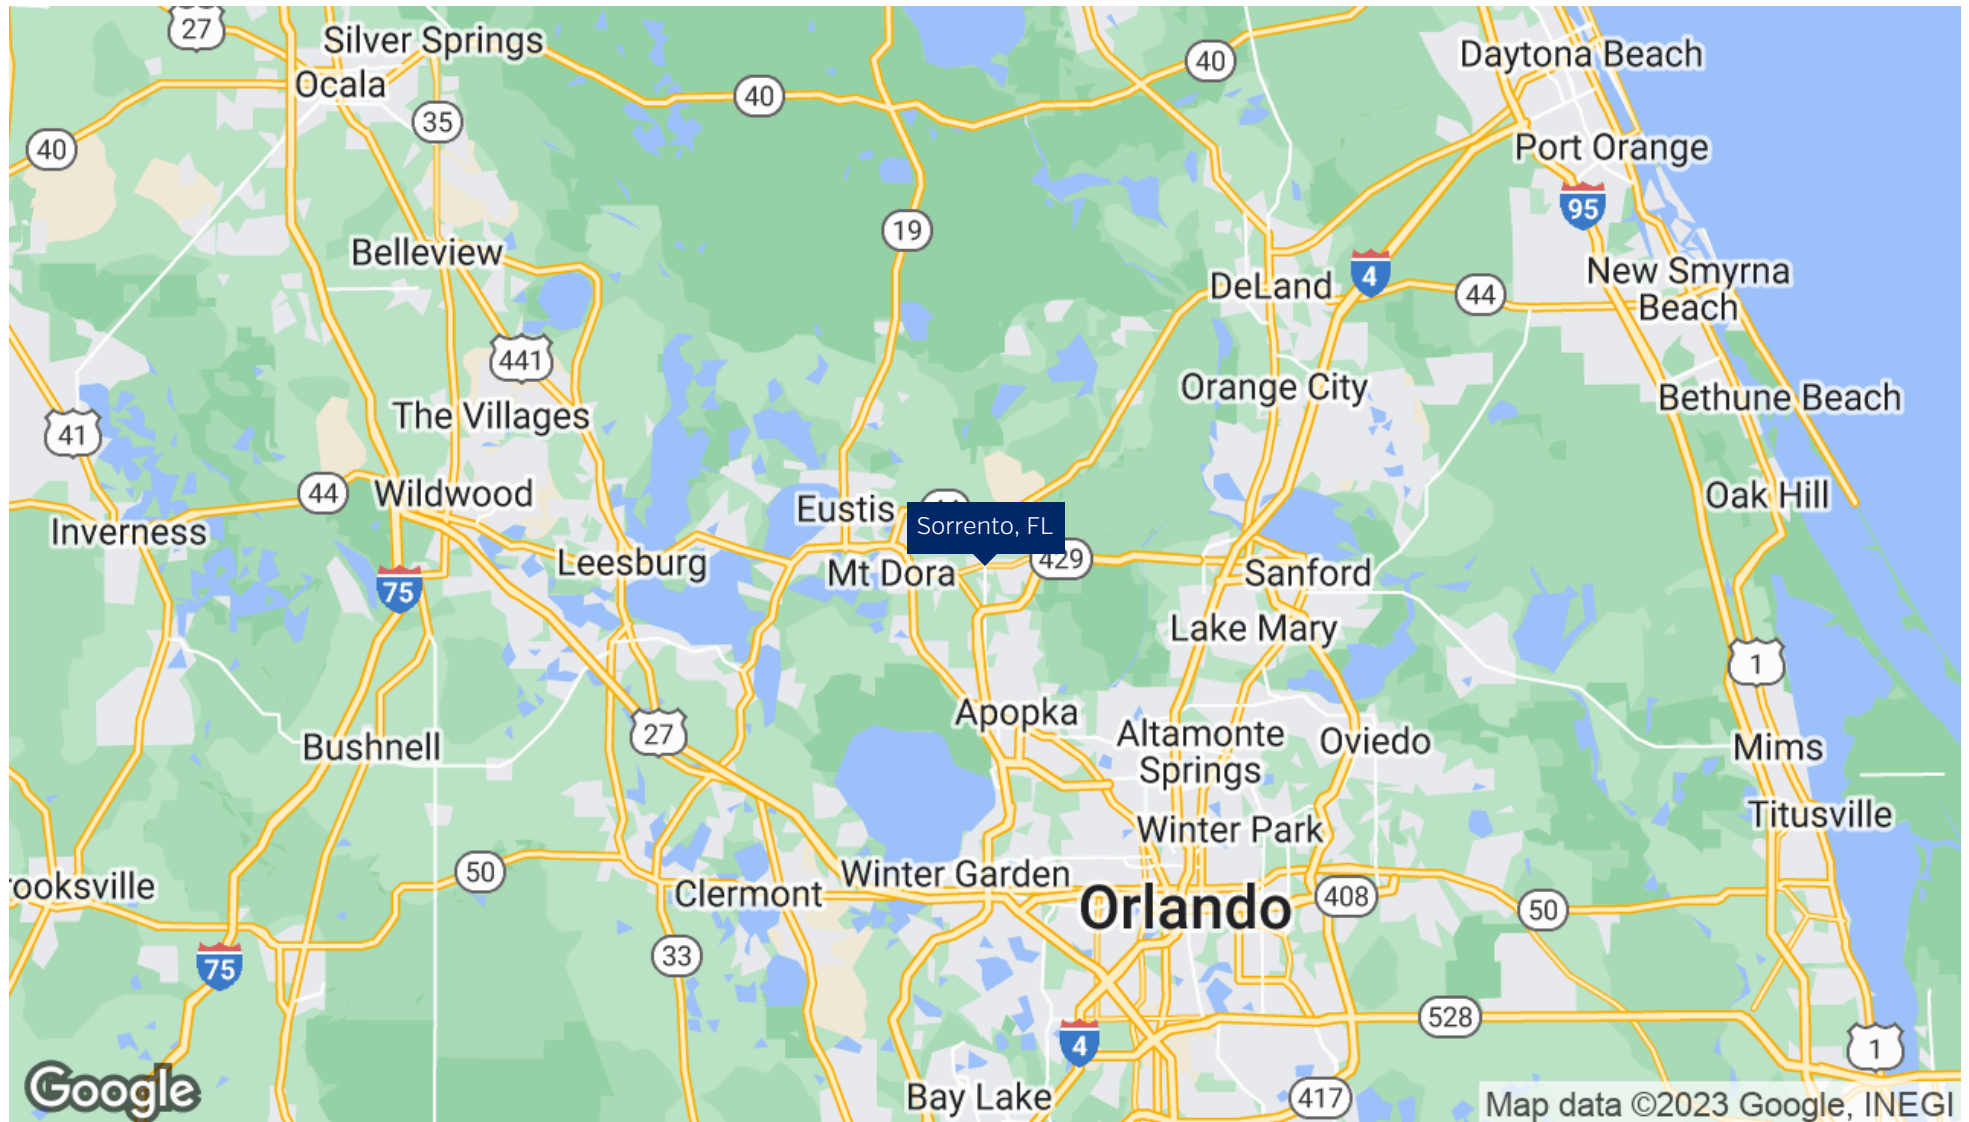 27
Silver Springs
Ocala
40
40
Daytona Beach
35
40
Port Orange
95
19
Belleview
4
New Smyrna
Beach
DeLand
44
441
Orange City
Bethune Beach
The Villages
41
44
Wildwood
Eustis
Oak Hill
Inverness
Sorrento, FL
Leesburg
429
Mt Dora
Sanford
75
Lake Mary
1
Apopka
27
Altamonte
Springs
Oviedo
Bushnell
Mims
Titusville
Winter Park
50
Winter Garden
rooksville
Clermont
408
Orlando
50
33
75
528
4
1
Google
Bay Lake
417
Map data ©2023 Google, INEGI